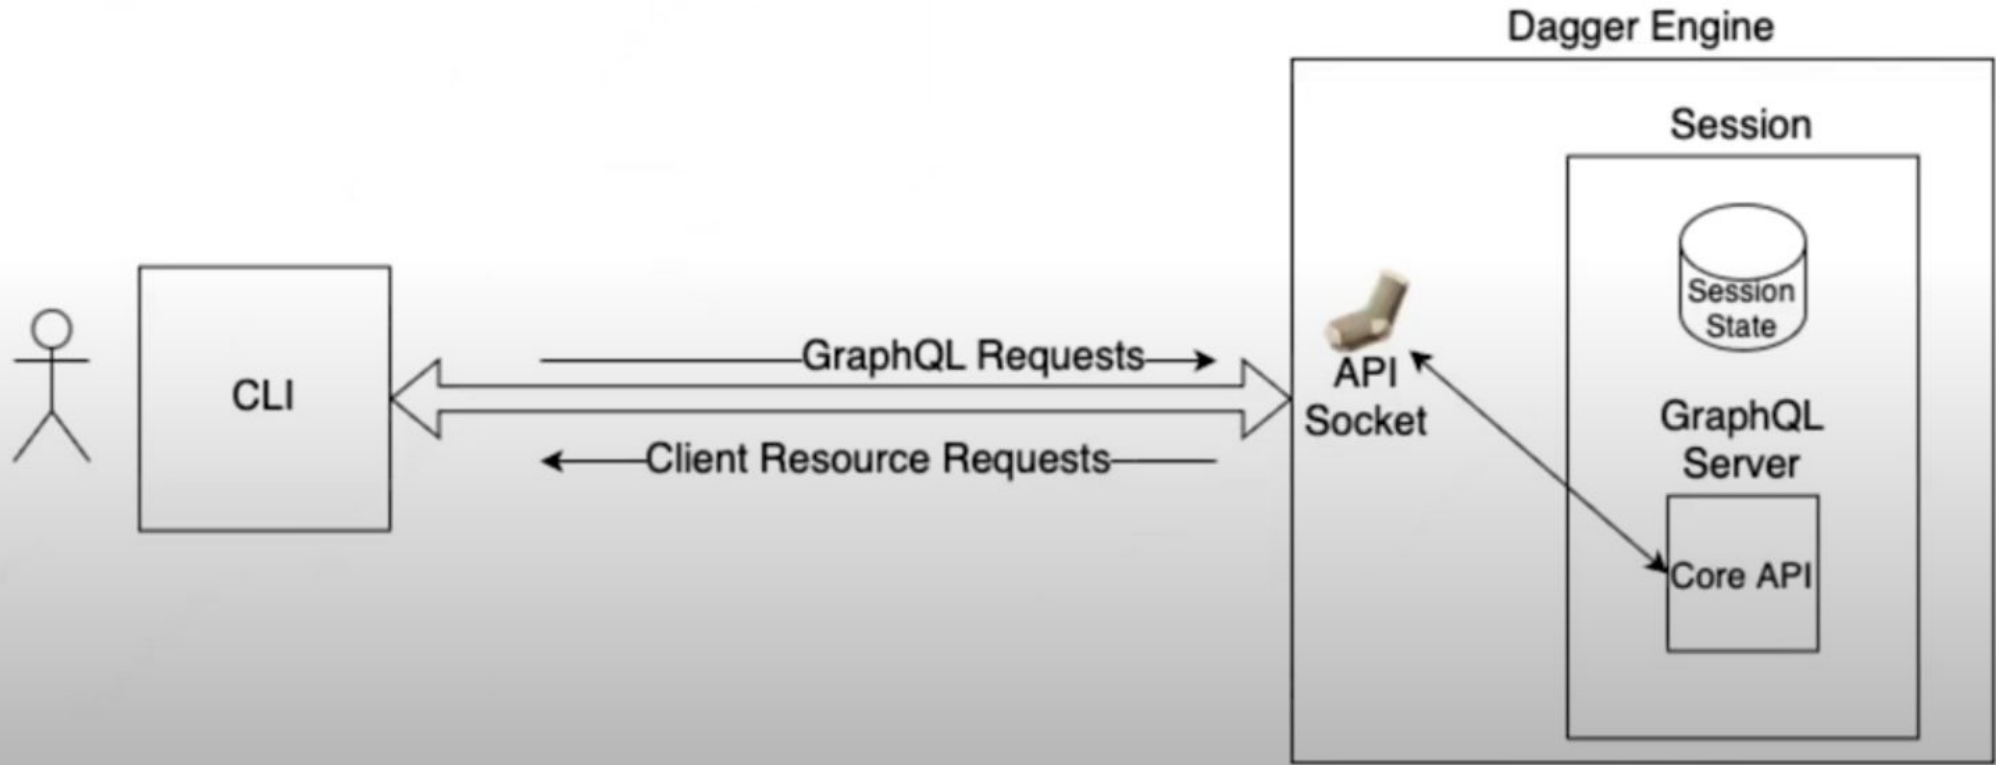 Dagger Engine
Session
Session
State
GraphQL Requests
API
Socket
CLI
GraphQL
Server
Client Resource Requests
Core API